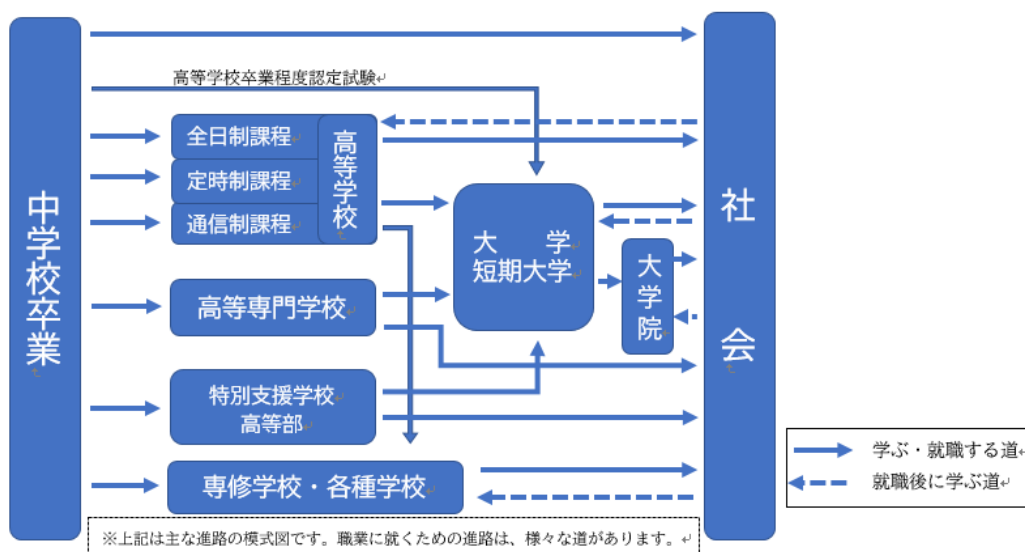 中学校卒業
高等学校卒業程度認定試験
全日制課程
定時制課程
通信制課程
高等学校
高等専門学校
特別支援学校
高等部
専修学校・各種学校
大　学
短期大学
大学院
社会
学ぶ・就職する道
就職後に学ぶ道
※上記は主な進路の模式図です。職業に就くための進路は、様々な道があります。